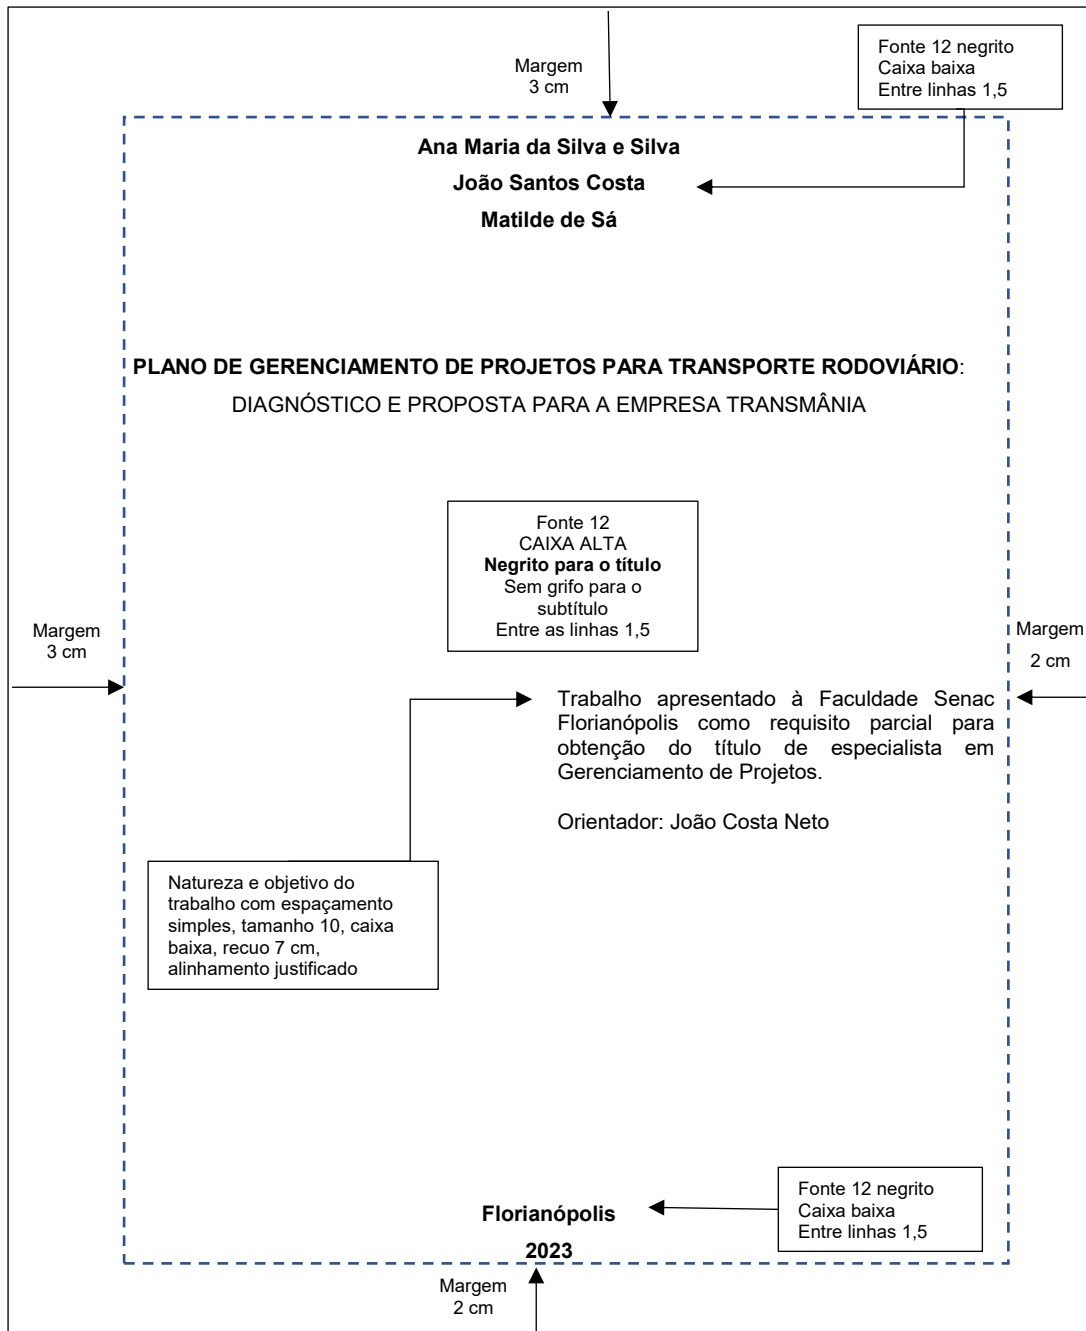 Margem
3 cm
Fonte 12 negrito
Caixa baixa
Entre linhas 1,5
Ana Maria da Silva e Silva
João Santos Costa
Matilde de Sá
PLANO DE GERENCIAMENTO DE PROJETOS PARA TRANSPORTE RODOVIÁRIO:
DIAGNÓSTICO E PROPOSTA PARA A EMPRESA TRANSMÂNIA
Fonte 12
CAIXA ALTA
Negrito para o título
Sem grifo para o
subtítulo
Entre as linhas 1,5
Margem
3 cm
Margem
2 cm
Trabalho apresentado à Faculdade Senac
Florianópolis como requisito parcial para
obtenção do título de especialista em
Gerenciamento de Projetos.
Orientador: João Costa Neto
Natureza e objetivo do
trabalho com espaçamento
simples, tamanho 10, caixa
baixa, recuo 7 cm,
alinhamento justificado
Fonte 12 negrito
Caixa baixa
Entre linhas 1,5
Florianópolis
2023
Margem
2 cm